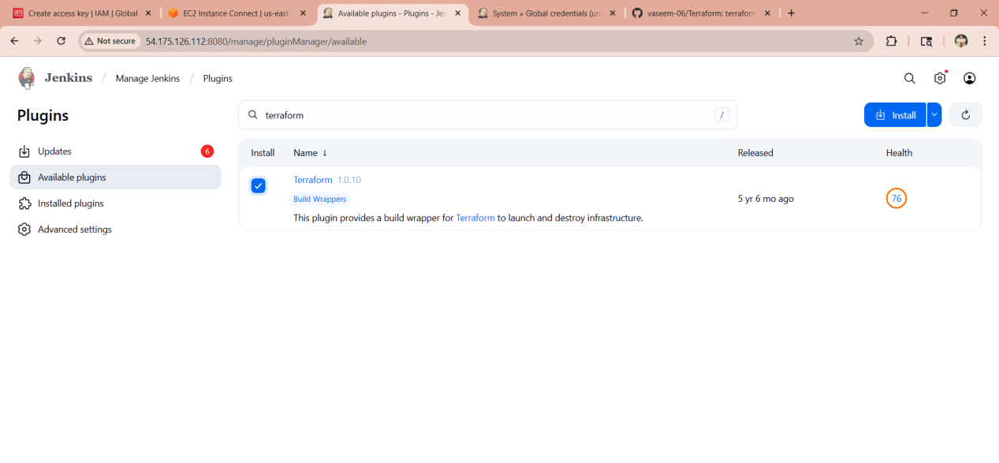 Create access key | IAM | Global
EC2 Instance Connect | us-east-
Available plugins - Plugins - Jen
System » Global credentials (un
vaseem-06/Terraform: terraform
Not secure
54.175.126.112:8080/manage/pluginManager/available
Jenkins / Manage Jenkins / Plugins
Plugins
terraform
/
Install
Updates
6
Available plugins
Installed plugins
Advanced settings
Install Name ↓ Released Health
Terraform 1.0.10
Build Wrappers
This plugin provides a build wrapper for Terraform to launch and destroy infrastructure.
5 yr 6 mo ago
76